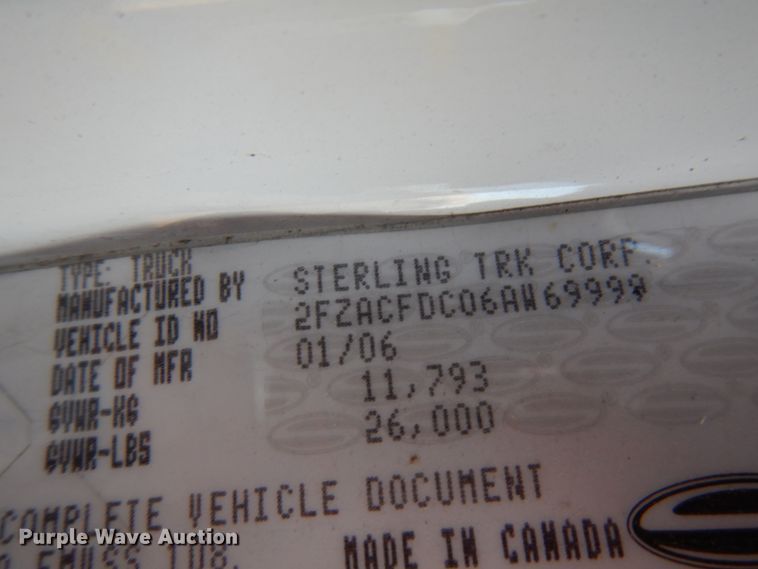 TYPE: TRUCK
MANUFACTURED BY STERLING TRK CORP.
VEHICLE ID NO 2FZACFDC06AW69999
DATE OF MFR 01/06
GVWR-KG 11,793
GVWR-LBS 26,000
COMPLETE VEHICLE DOCUMENT
MADE IN CANADA
Purple Wave Auction